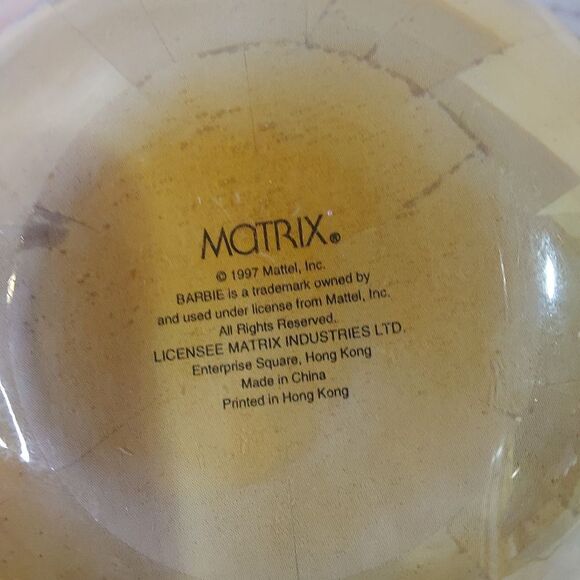 MATRIX®
© 1997 Mattel, Inc.
BARBIE is a trademark owned by
and used under license from Mattel, Inc.
All Rights Reserved.
LICENSEE MATRIX INDUSTRIES LTD.
Enterprise Square, Hong Kong
Made in China
Printed in Hong Kong